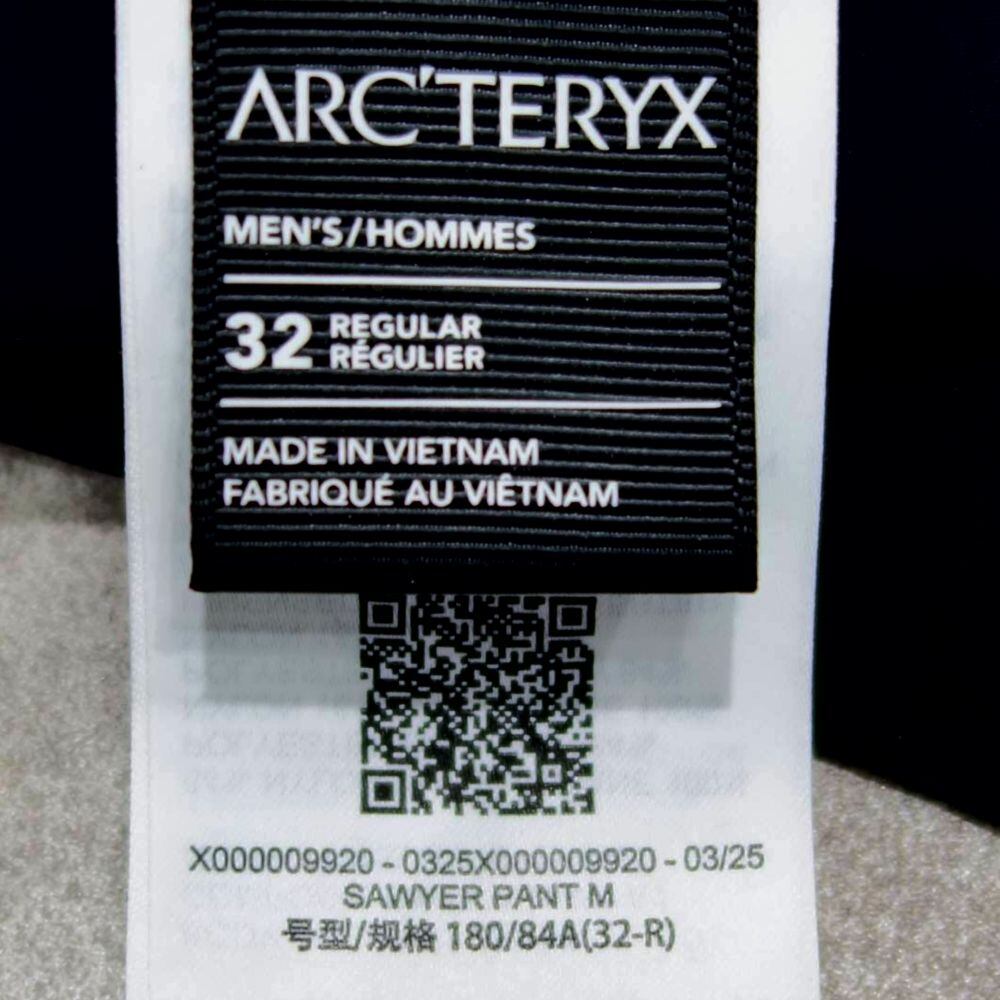 ARC'TERYX
MEN'S/HOMMES
32 REGULAR
RÉGULIER
MADE IN VIETNAM
FABRIQUÉ AU VIÊTNAM
X000009920 - 0325X000009920 - 03/25
SAWYER PANT M
号型/规格 180/84A(32-R)